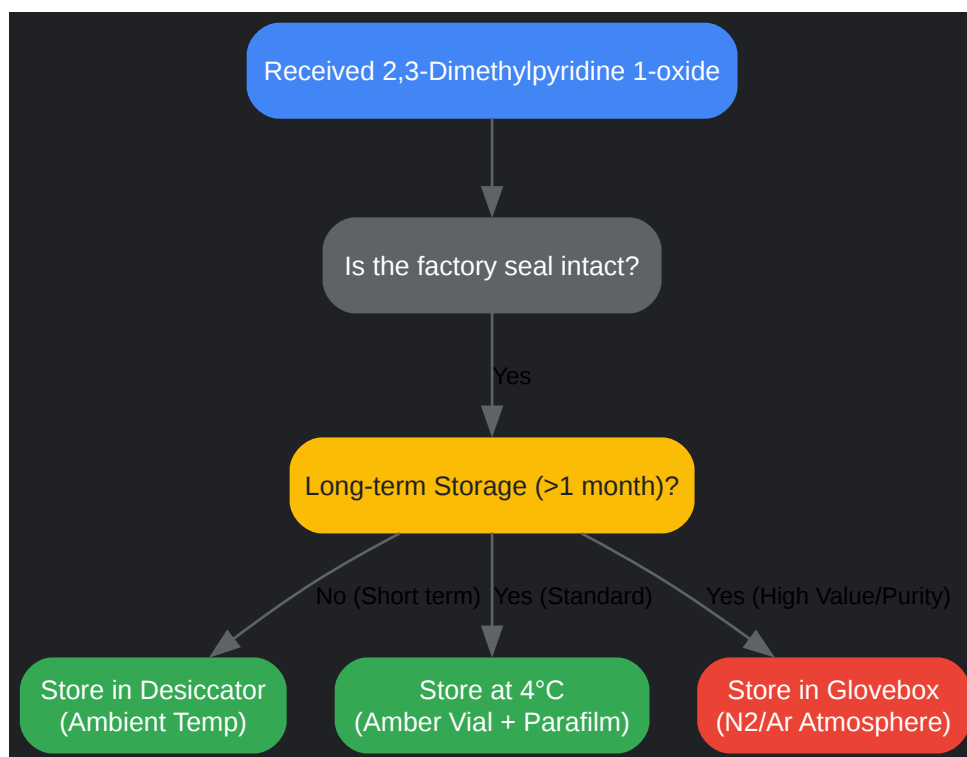 Received 2,3-Dimethylpyridine 1-oxide
Is the factory seal intact?
Yes
Long-term Storage (>1 month)?
No (Short term)
Yes (Standard)
Yes (High Value/Purity)
Store in Desiccator
(Ambient Temp)
Store at 4°C
(Amber Vial + Parafilm)
Store in Glovebox
(N2/Ar Atmosphere)